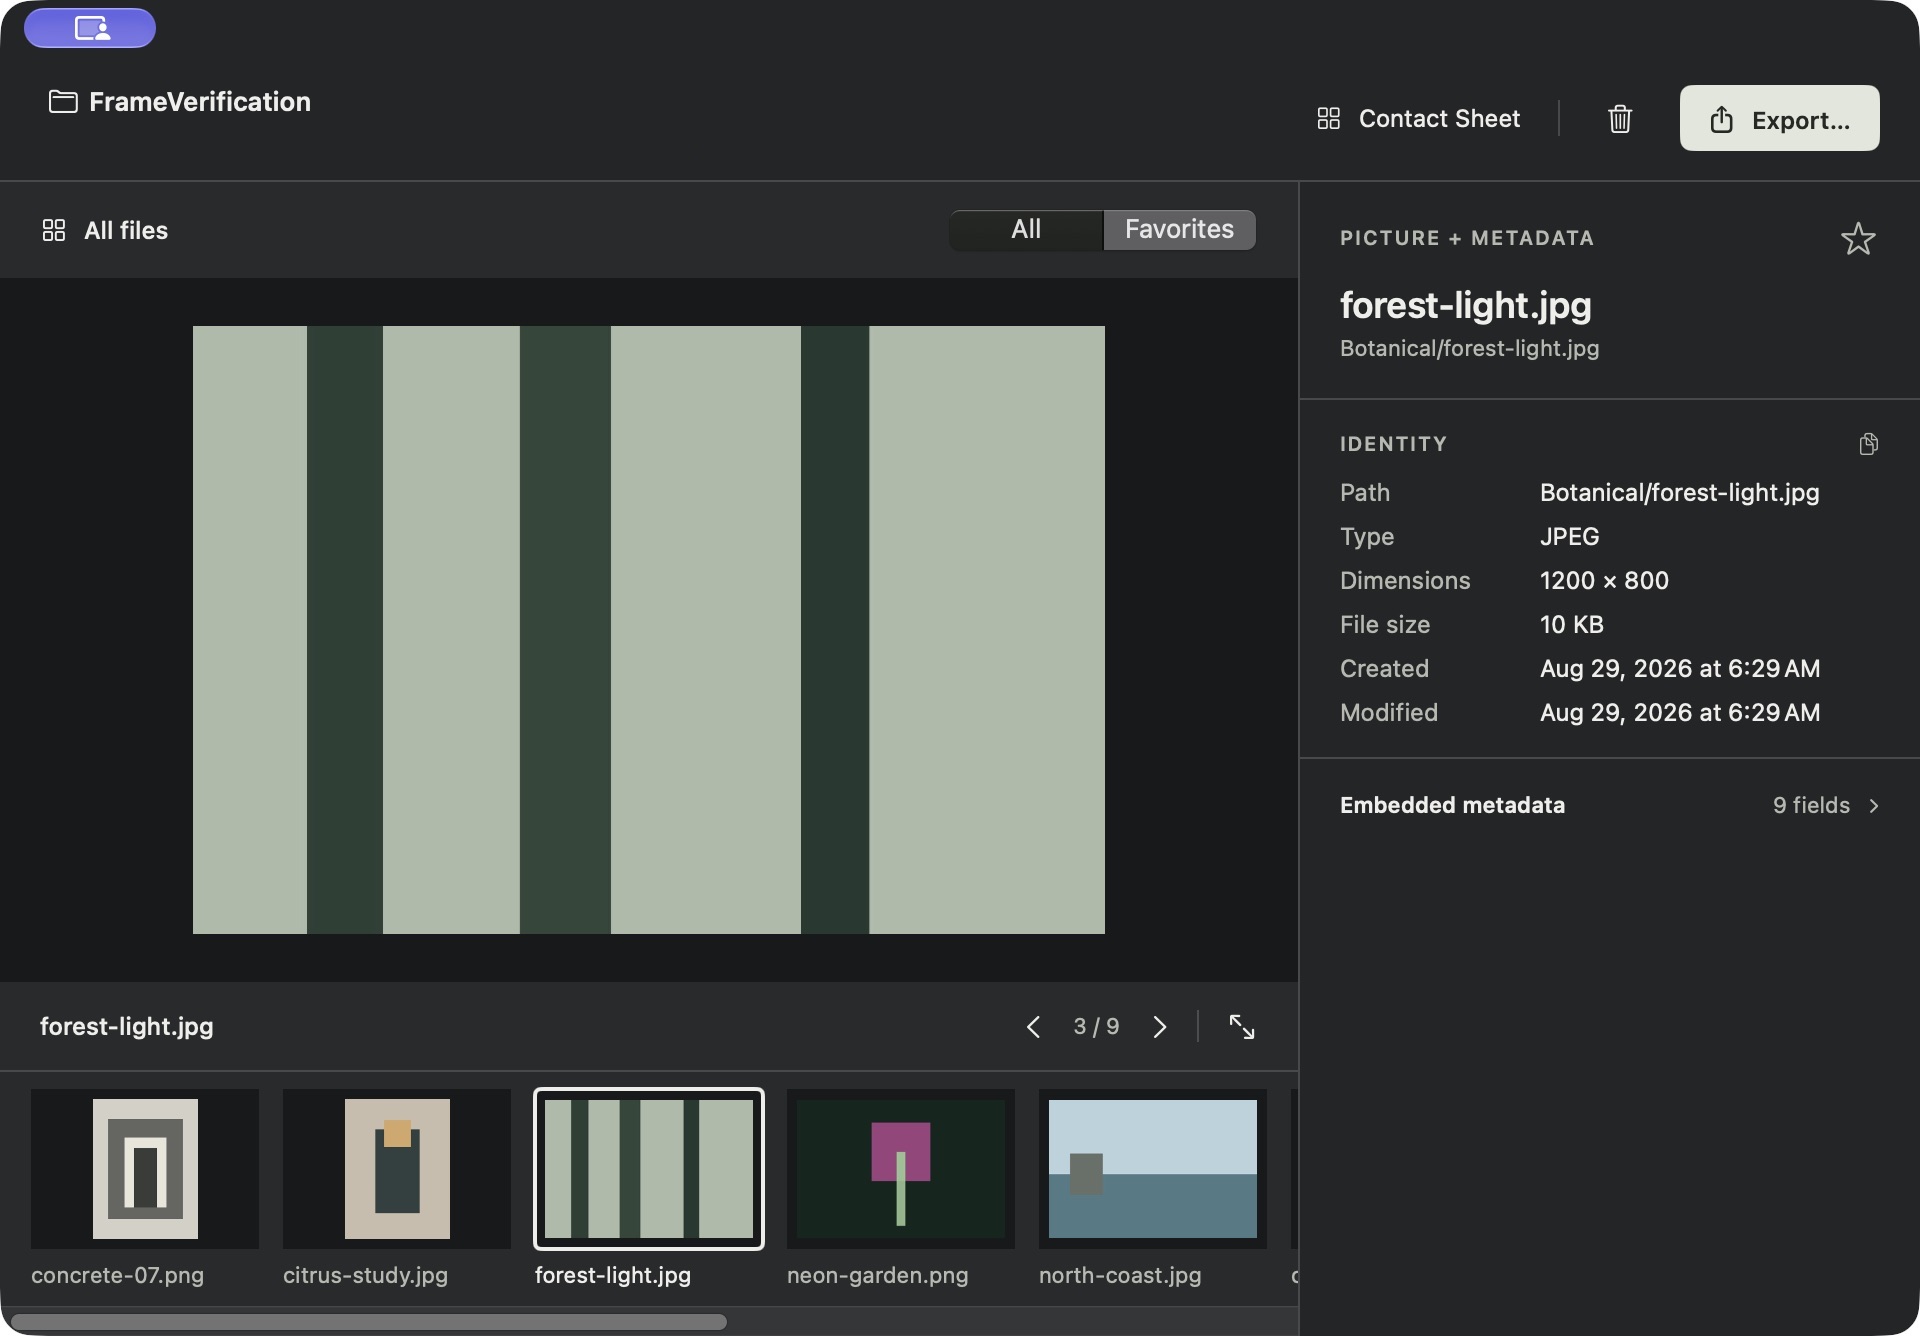 FrameVerification
Contact Sheet
Export...
All files
All
Favorites
PICTURE + METADATA
forest-light.jpg
Botanical/forest-light.jpg
IDENTITY
Path Botanical/forest-light.jpg
Type JPEG
Dimensions 1200 × 800
File size 10 KB
Created Aug 29, 2026 at 6:29 AM
Modified Aug 29, 2026 at 6:29 AM
Embedded metadata 9 fields
forest-light.jpg
3 / 9
concrete-07.png
citrus-study.jpg
forest-light.jpg
neon-garden.png
north-coast.jpg